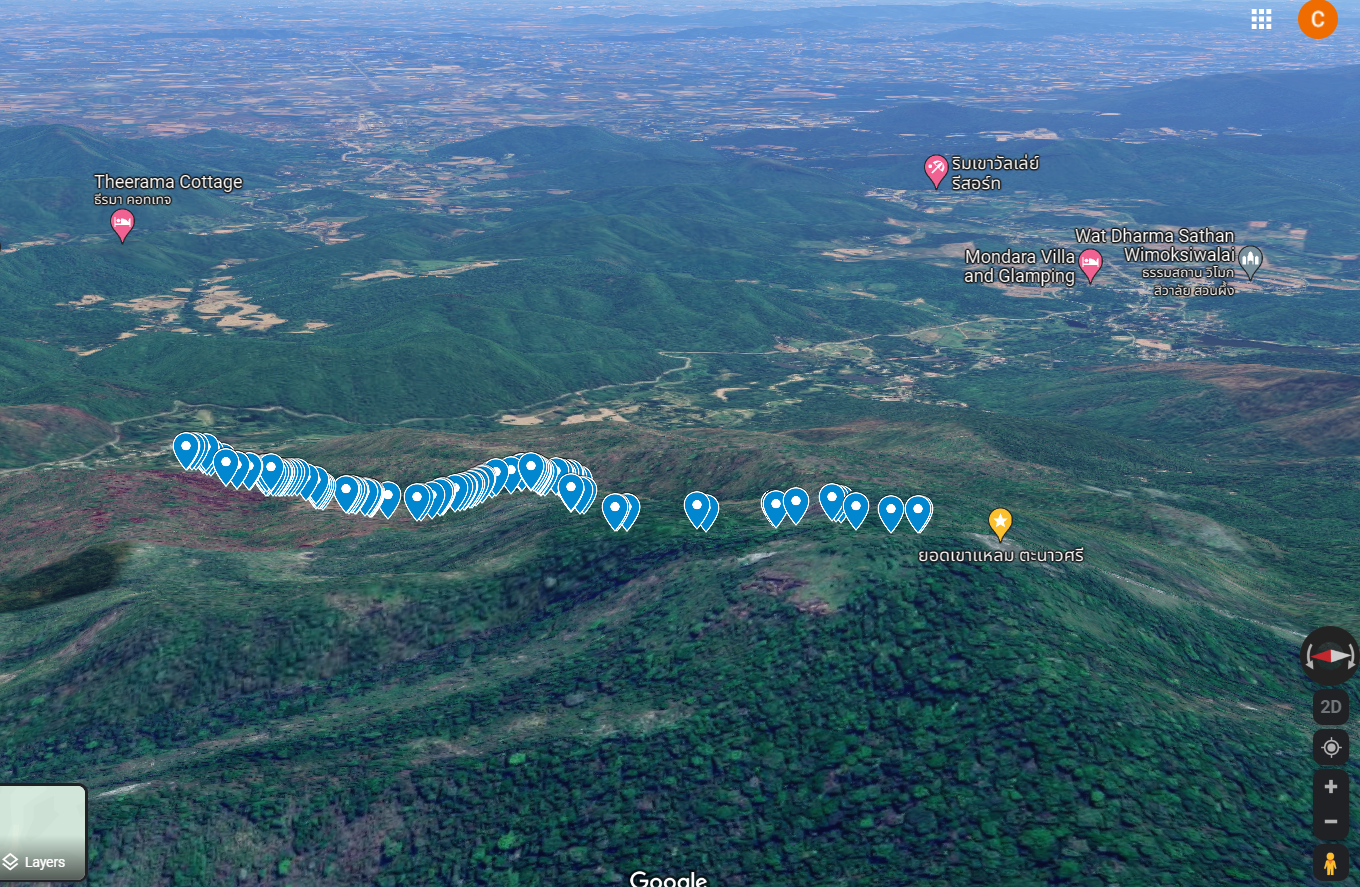 C
Theerama Cottage
ธีรมา คอทเทจ
ริมเขาวัลเล่ย์
รีสอร์ท
Wat Dharma Sathan
Wimoksiwalai
ธรรมสถาน วิโมก
สิวาลัย สวนผึ้ง
Mondara Villa
and Glamping
ยอดเขาแหลม ตะนาวศรี
2D
Layers
Google